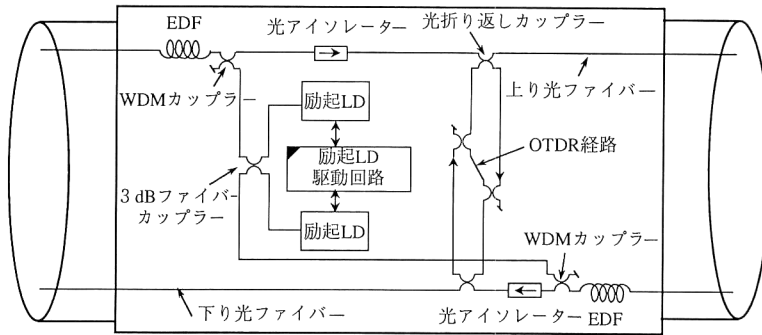 EDF
光アイソレーター
光折り返しカップラー
WDMカップラー
上り光ファイバー
励起LD
OTDR経路
励起LD
駆動回路
3 dBファイバー
カップラー
励起LD
WDMカップラー
下り光ファイバー
光アイソレーター
EDF